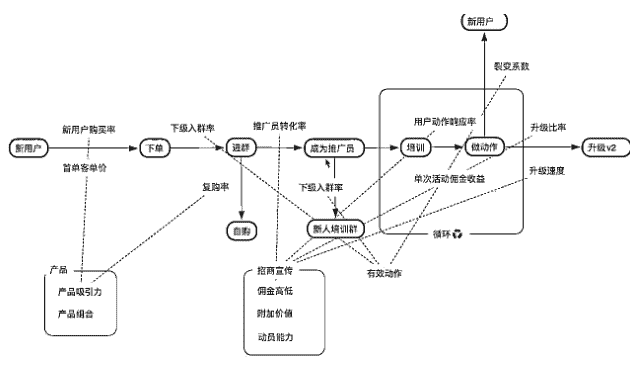 新用户
裂变系数
新用户购买率
下级入群率
推广员转化率
用户动作响应率
升级比率
新用户
下单
进群
成为推广员
培训
做动作
升级v2
首单客单价
复购率
下级入群率
单次活动佣金收益
升级速度
自购
新人培训群
循环
产品
产品吸引力
产品组合
招商宣传
佣金高低
附加价值
动员能力
有效动作